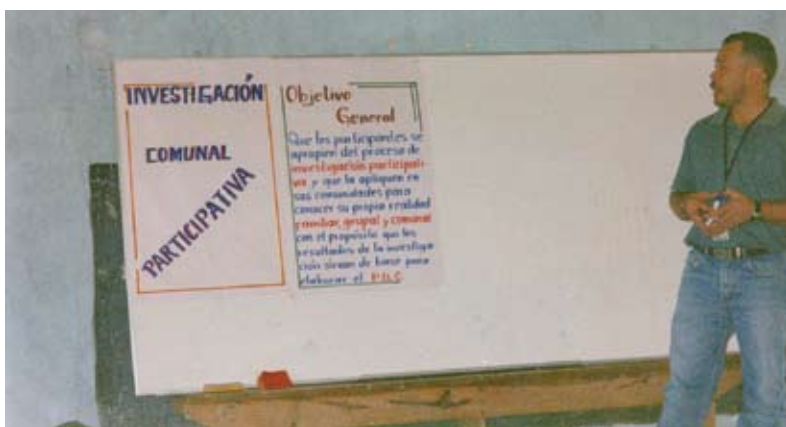 INVESTIGACIÓN
COMUNAL
PARTICIPATIVA
Objetivo
General
Que los participantes se
apropien del proceso de
investigación participati-
va y que la apliquen en
sus comunidades para
conocer su propia realidad
familiar, grupal y comunal
con el propósito que los
resultados de la investiga
ción sirvan de base para
elaborar el